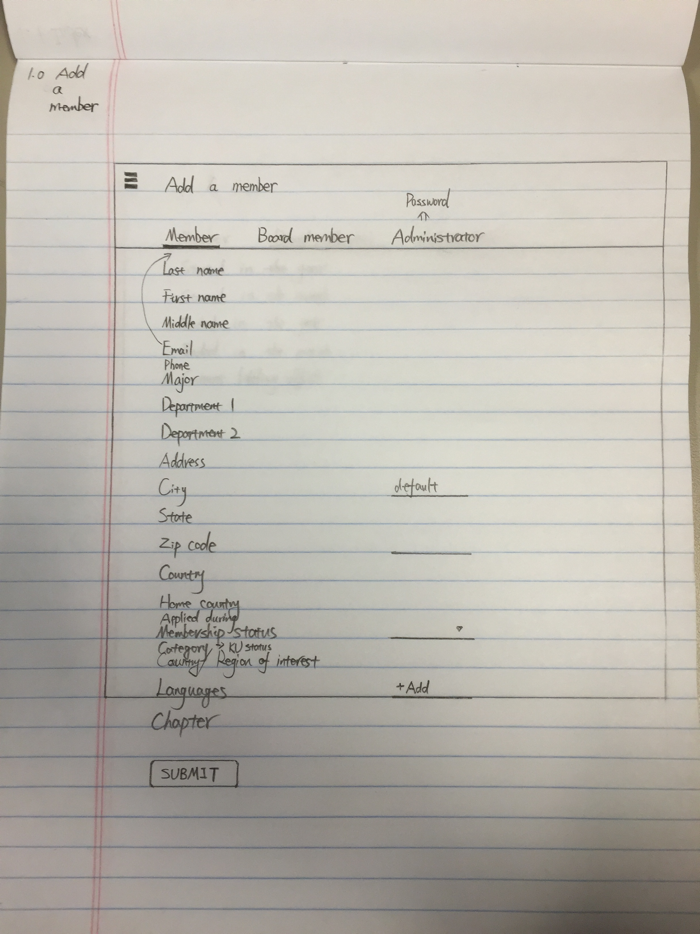 1.0 Add
a
member
Add a member
Password
Member Board member Administrator
Last name
First name
Middle name
Email
Phone
Major
Department 1
Department 2
Address
City default
State
Zip code
Country
Home country
Applied during
Membership status
Category → KU status
Country/ Region of interest
Languages +Add
Chapter
SUBMIT